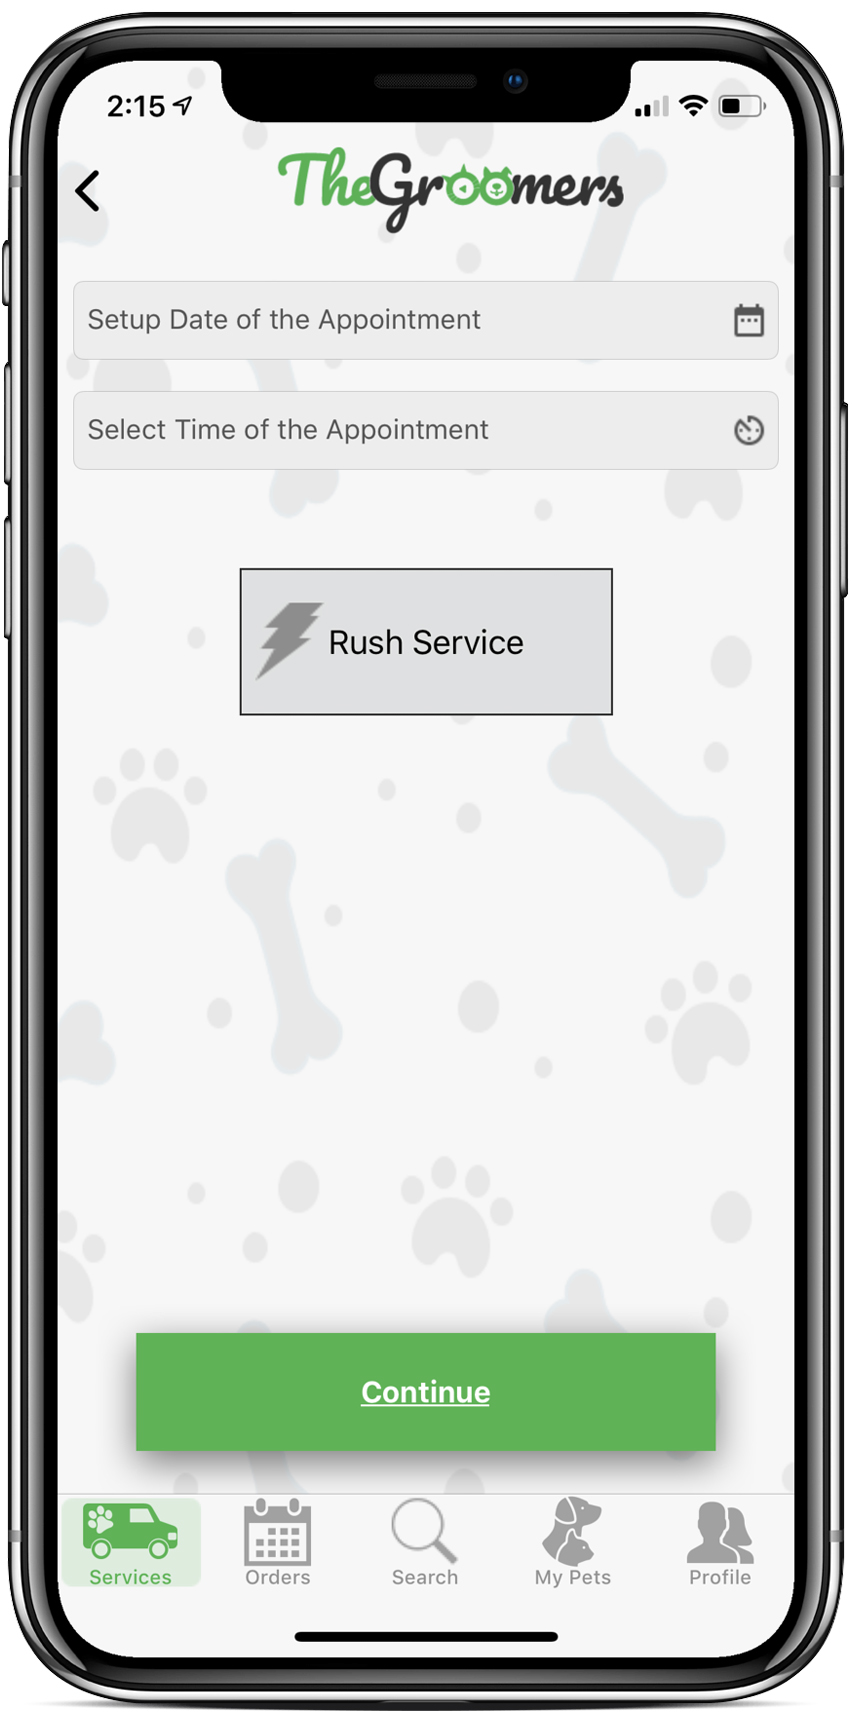 2:15
TheGroomers
Setup Date of the Appointment
Select Time of the Appointment
Rush Service
Continue
Services
Orders
Search
My Pets
Profile